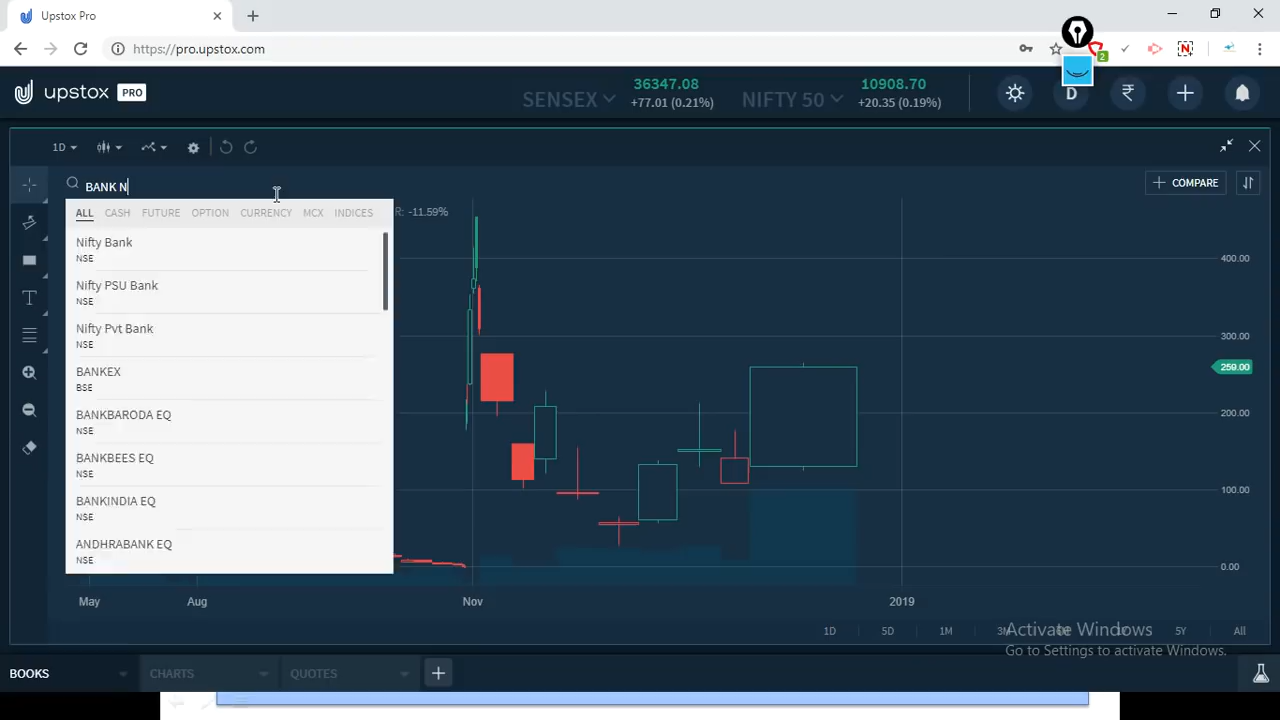 Upstox Pro
https://pro.upstox.com
2
upstox PRO
SENSEX
36347.08
+77.01 (0.21%)
NIFTY 50
10908.70
+20.35 (0.19%)
D
₹
1D
BANK N
COMPARE
ALL CASH FUTURE OPTION CURRENCY MCX INDICES
R: -11.59%
Nifty Bank
NSE
Nifty PSU Bank
NSE
Nifty Pvt Bank
NSE
BANKEX
BSE
BANKBARODA EQ
NSE
BANKBEES EQ
NSE
BANKINDIA EQ
NSE
ANDHRABANK EQ
NSE
400.00
300.00
259.00
200.00
100.00
0.00
May Aug Nov 2019
1D 5D 1M 3M 5Y All
Activate Windows
Go to Settings to activate Windows.
BOOKS CHARTS QUOTES